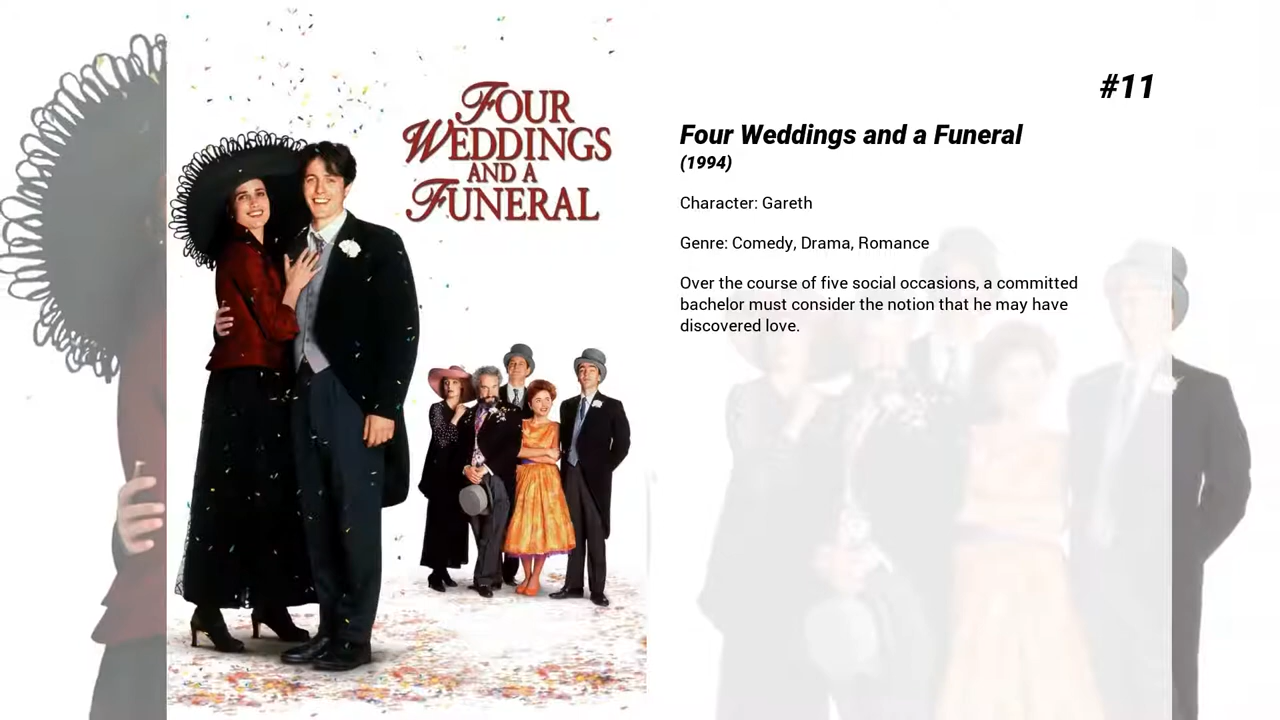 FOUR
WEDDINGS
AND A
FUNERAL
#11
Four Weddings and a Funeral
(1994)
Character: Gareth
Genre: Comedy, Drama, Romance
Over the course of five social occasions, a committed
bachelor must consider the notion that he may have
discovered love.